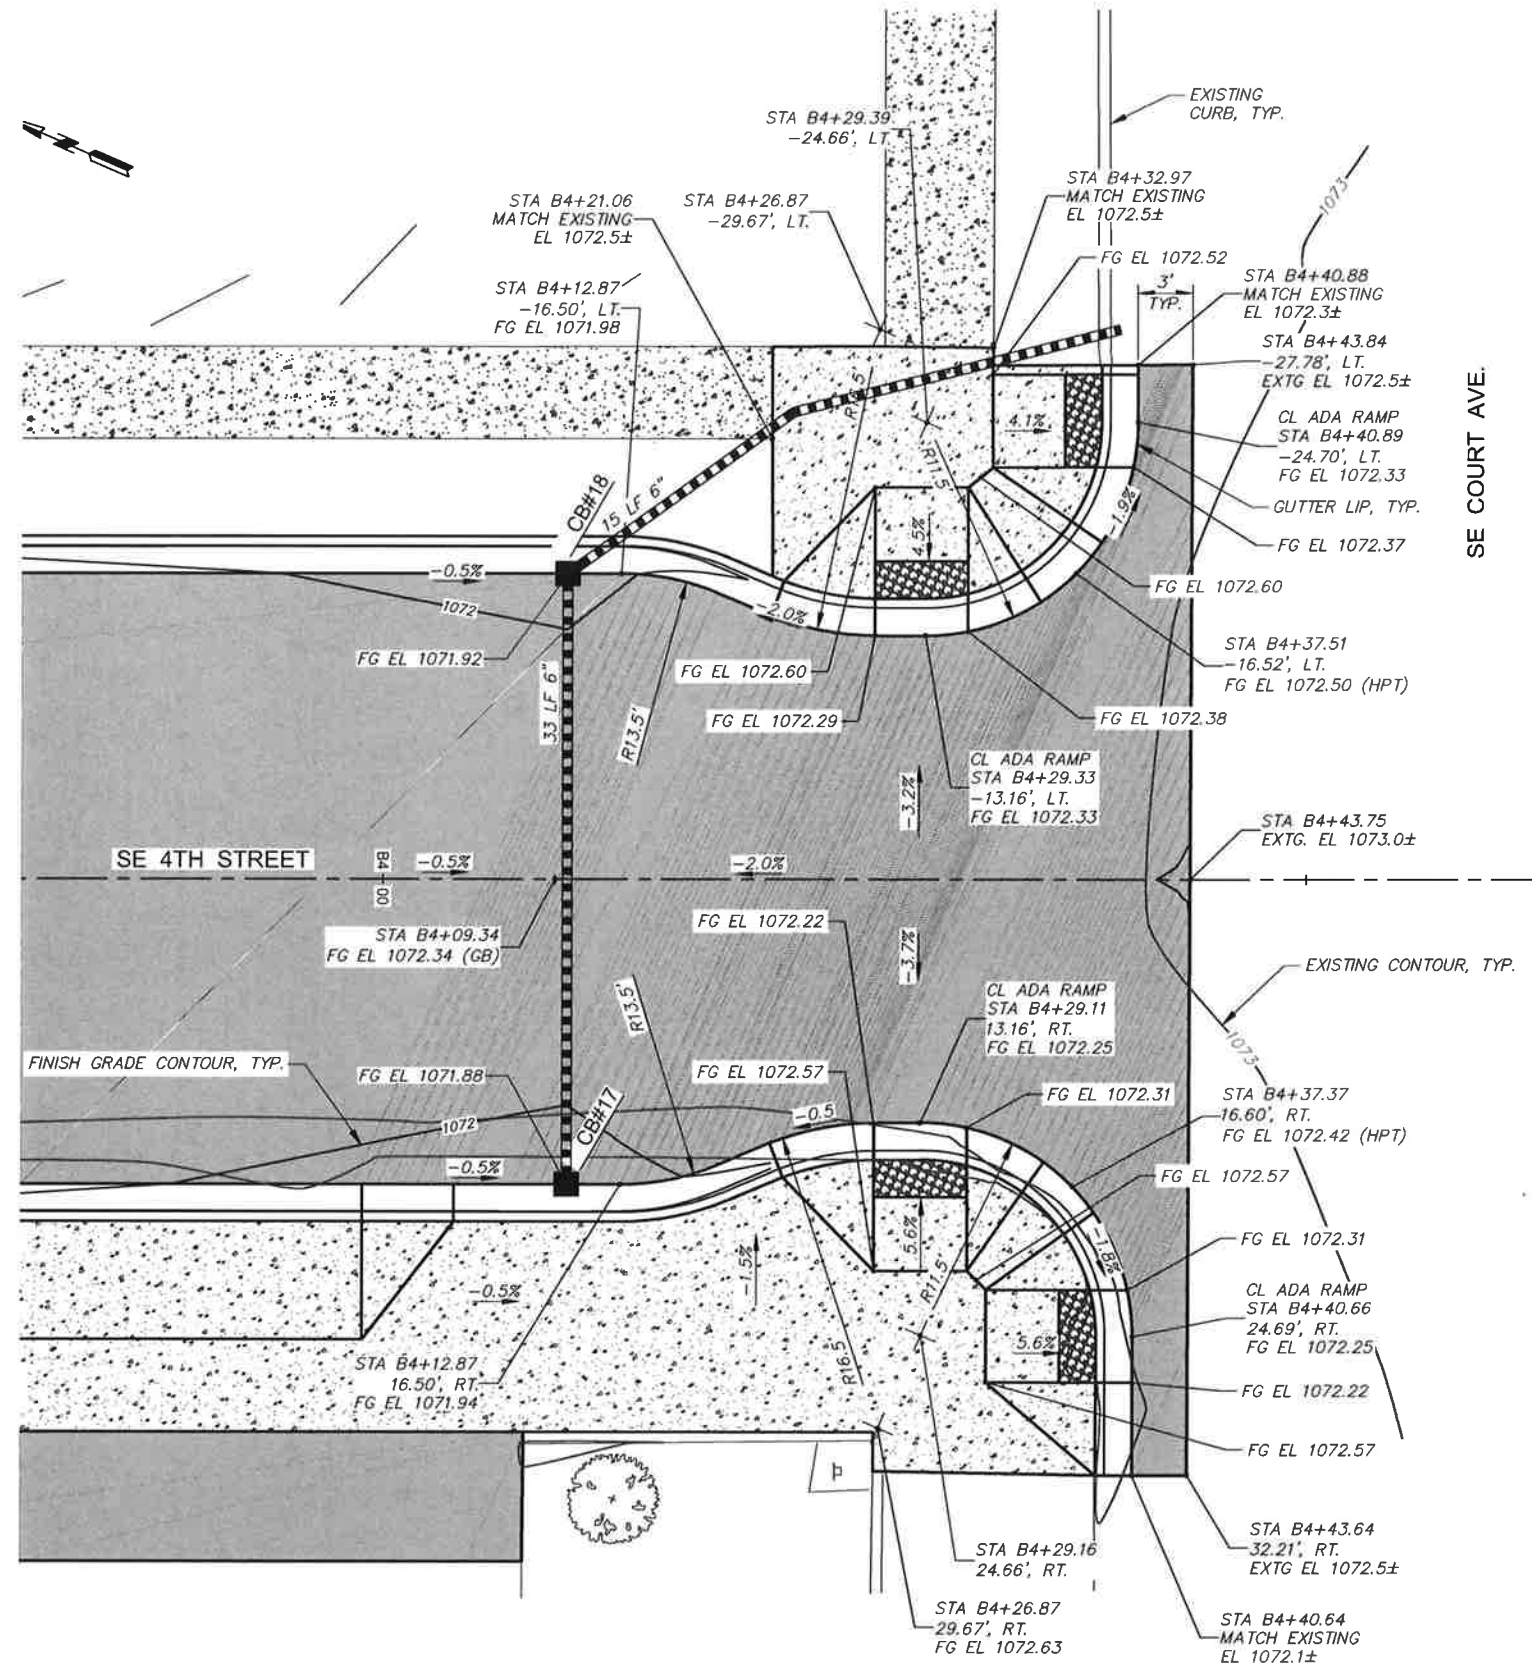 EXISTING
CURB, TYP.
STA B4+29.39
-24.66', LT.
1073
STA B4+32.97
MATCH EXISTING
EL 1072.5±
STA B4+21.06
MATCH EXISTING
EL 1072.5±
STA B4+26.87
-29.67', LT.
FG EL 1072.52
3'
TYP.
STA B4+40.88
MATCH EXISTING
EL 1072.3±
STA B4+12.87
-16.50', LT.
FG EL 1071.98
STA B4+43.84
-27.78', LT.
EXTG EL 1072.5±
SE COURT AVE.
R16.5
CL ADA RAMP
STA B4+40.89
-24.70', LT.
FG EL 1072.33
4.1%
R11.5
CB#18
15 LF 6"
-1.9%
GUTTER LIP, TYP.
4.5%
FG EL 1072.37
-0.5%
1072
-2.0%
FG EL 1072.60
FG EL 1071.92
FG EL 1072.60
STA B4+37.51
-16.52', LT.
FG EL 1072.50 (HPT)
33 LF 6"
R13.5'
FG EL 1072.29
FG EL 1072.38
CL ADA RAMP
STA B4+29.33
-13.16', LT.
FG EL 1072.33
-3.2%
STA B4+43.75
EXTG. EL 1073.0±
SE 4TH STREET
B4
00
-0.5%
-2.0%
FG EL 1072.22
STA B4+09.34
FG EL 1072.34 (GB)
-3.7%
EXISTING CONTOUR, TYP.
R13.5'
CL ADA RAMP
STA B4+29.11
13.16', RT.
FG EL 1072.25
1073
FINISH GRADE CONTOUR, TYP.
FG EL 1071.88
FG EL 1072.57
FG EL 1072.31
STA B4+37.37
16.60', RT.
FG EL 1072.42 (HPT)
CB#17
1072
-0.5
-0.5%
FG EL 1072.57
5.6%
-1.8%
FG EL 1072.31
-1.5%
-0.5%
R11.5'
CL ADA RAMP
STA B4+40.66
24.69', RT.
FG EL 1072.25
5.6%
R16.5
STA B4+12.87
16.50', RT.
FG EL 1071.94
FG EL 1072.22
FG EL 1072.57
STA B4+43.64
32.21', RT.
EXTG EL 1072.5±
STA B4+29.16
24.66', RT.
STA B4+26.87
29.67', RT.
FG EL 1072.63
STA B4+40.64
MATCH EXISTING
EL 1072.1±